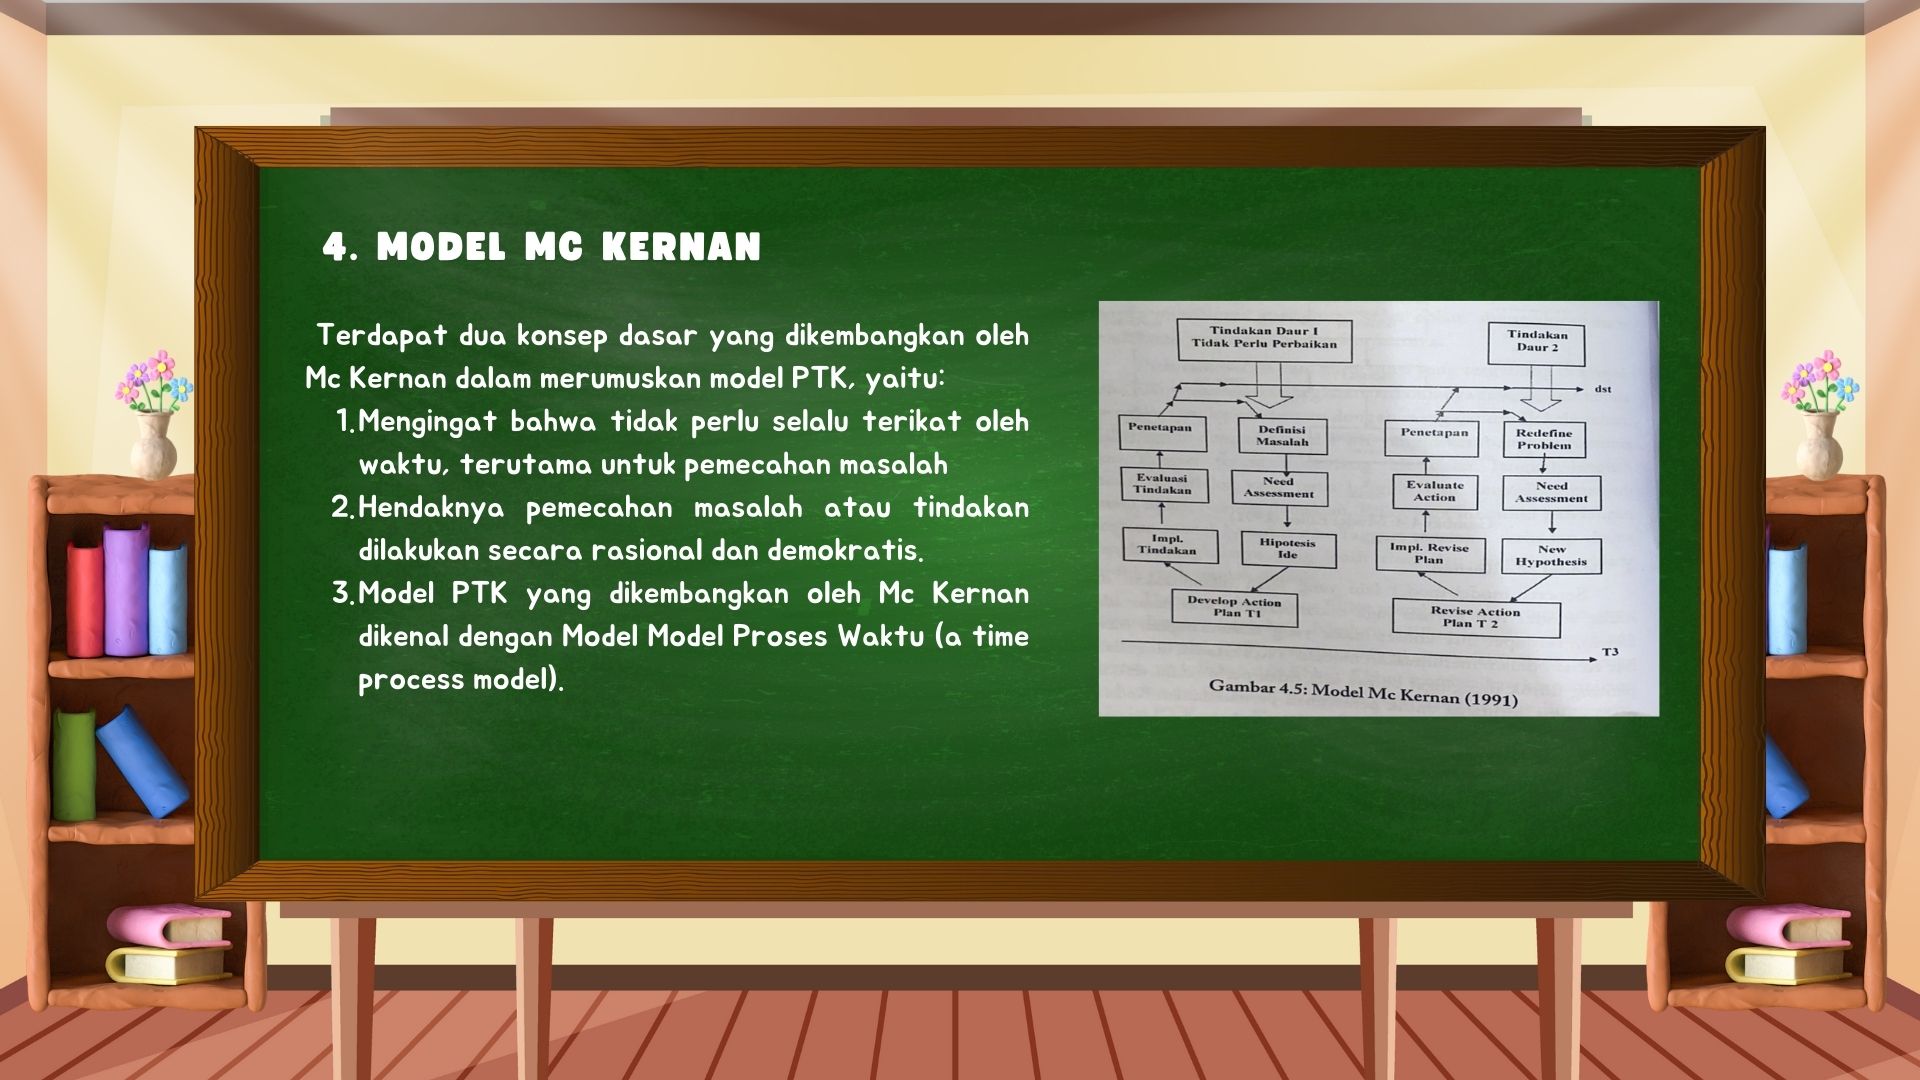 4. MODEL MC KERNAN
Terdapat dua konsep dasar yang dikembangkan oleh
Mc Kernan dalam merumuskan model PTK, yaitu:
1. Mengingat bahwa tidak perlu selalu terikat oleh
waktu, terutama untuk pemecahan masalah
2. Hendaknya pemecahan masalah atau tindakan
dilakukan secara rasional dan demokratis.
3. Model PTK yang dikembangkan oleh Mc Kernan
dikenal dengan Model Model Proses Waktu (a time
process model).
Tindakan Daur I
Tidak Perlu Perbaikan
Tindakan
Daur 2
dst
Penetapan
Definisi
Masalah
Penetapan
Redefine
Problem
Evaluasi
Tindakan
Need
Assessment
Evaluate
Action
Need
Assessment
Impl.
Tindakan
Hipotesis
Ide
Impl. Revise
Plan
New
Hypothesis
Develop Action
Plan T1
Revise Action
Plan T 2
T3
Gambar 4.5: Model Mc Kernan (1991)